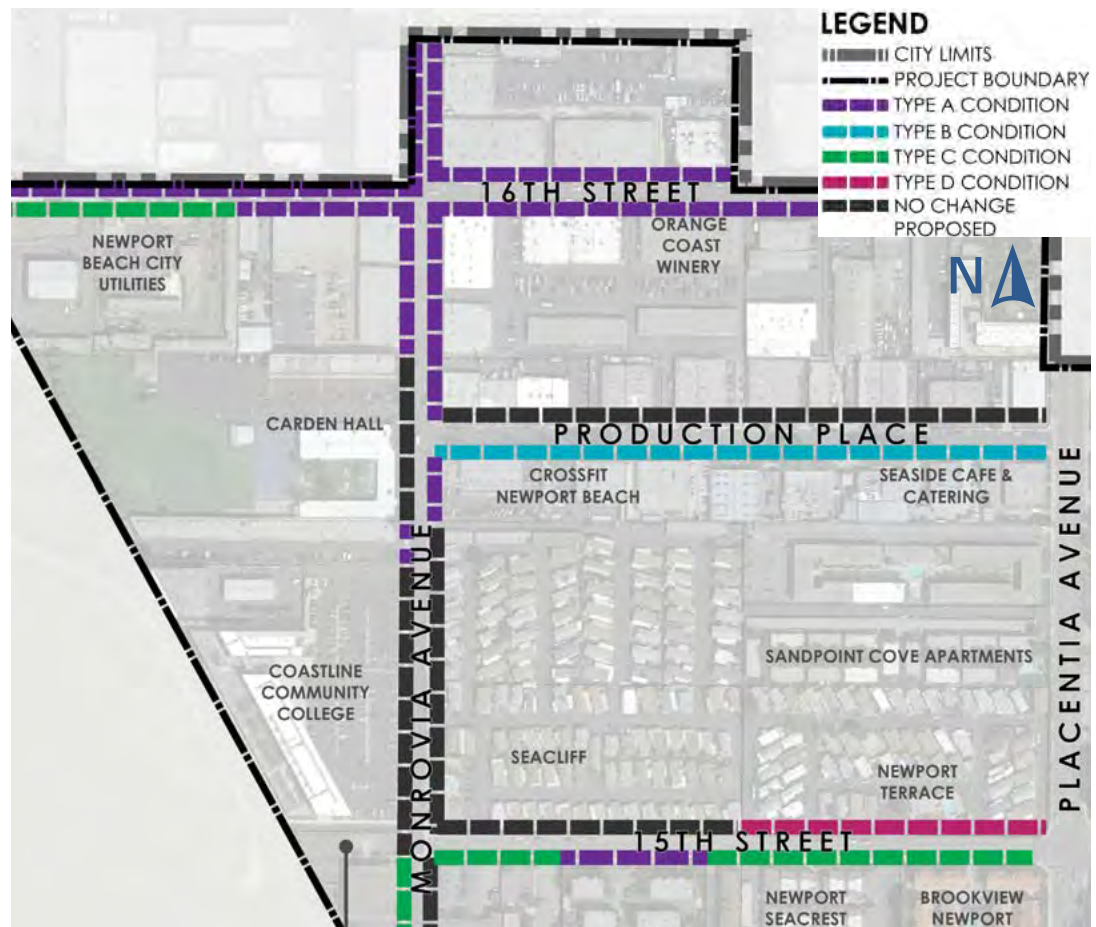 LEGEND
CITY LIMITS
PROJECT BOUNDARY
TYPE A CONDITION
TYPE B CONDITION
TYPE C CONDITION
TYPE D CONDITION
NO CHANGE
PROPOSED
N
16TH STREET
NEWPORT
BEACH CITY
UTILITIES
ORANGE
COAST
WINERY
CARDEN HALL
PRODUCTION PLACE
CROSSFIT
NEWPORT BEACH
SEASIDE CAFE &
CATERING
MONROVIA AVENUE
PLACENTIA AVENUE
SANDPOINT COVE APARTMENTS
COASTLINE
COMMUNITY
COLLEGE
SEACLIFF
NEWPORT
TERRACE
15TH STREET
NEWPORT
SEACREST
BROOKVIEW
NEWPORT